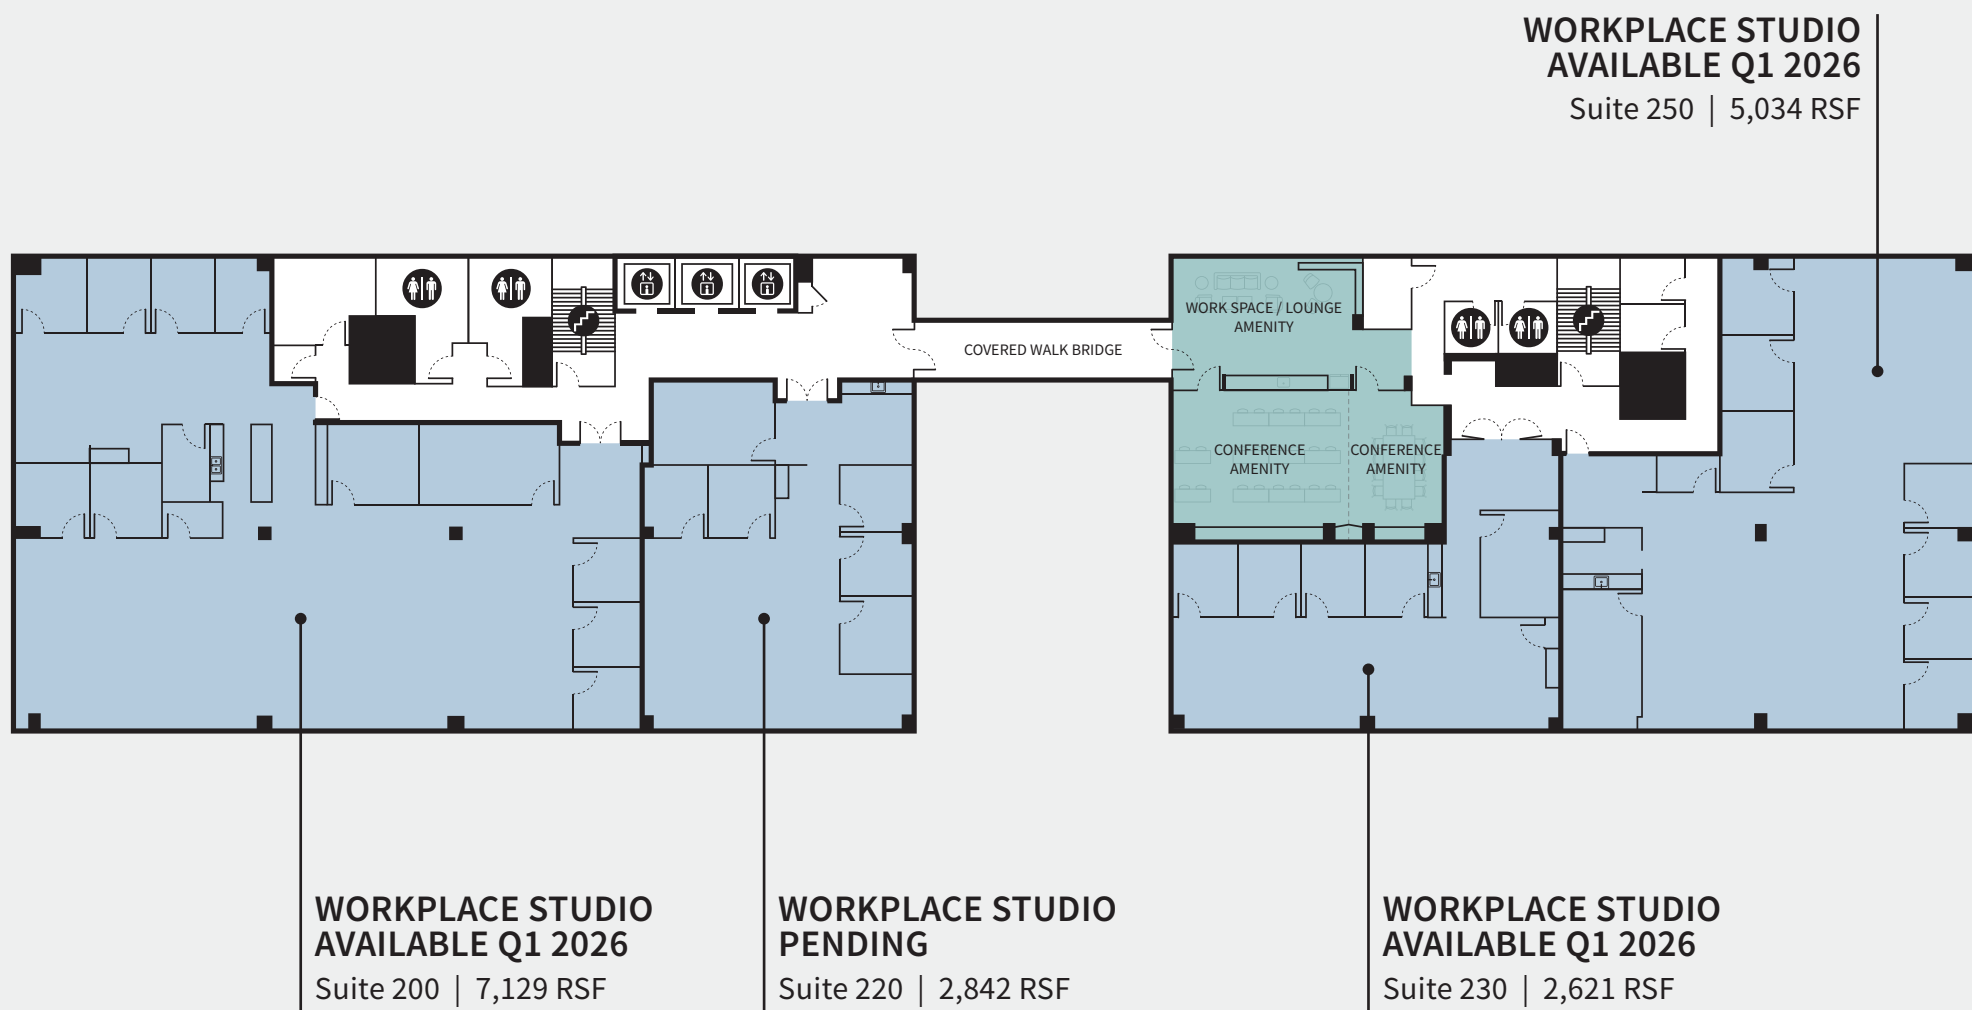 WORKPLACE STUDIO
AVAILABLE Q1 2026
Suite 250 | 5,034 RSF
WORK SPACE / LOUNGE
AMENITY
COVERED WALK BRIDGE
CONFERENCE
AMENITY
CONFERENCE
AMENITY
WORKPLACE STUDIO
AVAILABLE Q1 2026
Suite 200 | 7,129 RSF
WORKPLACE STUDIO
PENDING
Suite 220 | 2,842 RSF
WORKPLACE STUDIO
AVAILABLE Q1 2026
Suite 230 | 2,621 RSF